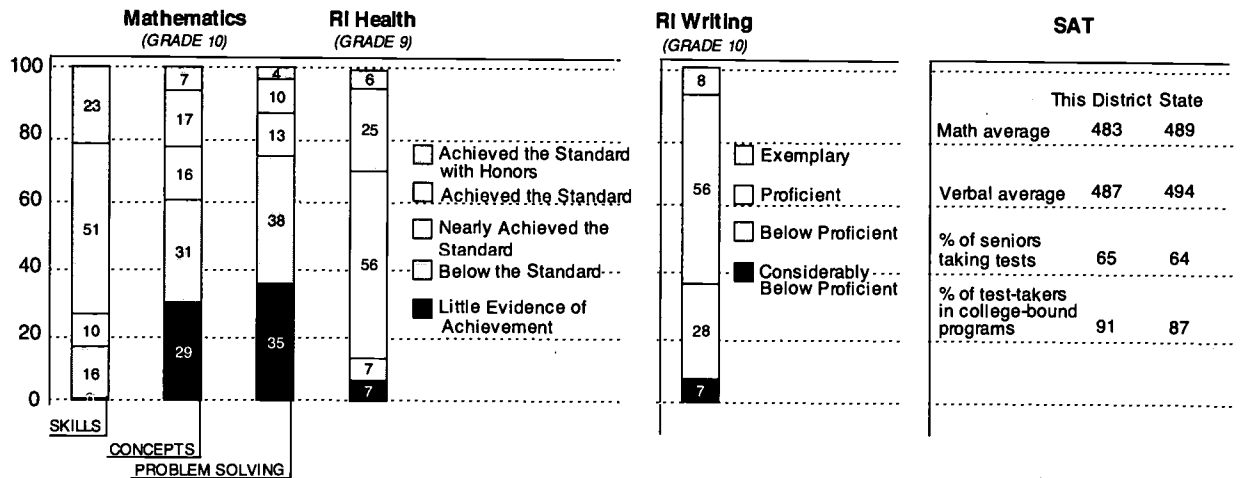 Mathematics
(GRADE 10)
RI Health
(GRADE 9)
RI Writing
(GRADE 10)
SAT
100
80
60
40
20
0
23
51
10
16
7
17
16
31
29
4
10
13
38
35
6
25
56
7
7
SKILLS
CONCEPTS
PROBLEM SOLVING
Achieved the Standard
with Honors
Achieved the Standard
Nearly Achieved the
Standard
Below the Standard
Little Evidence of
Achievement
8
56
28
7
Exemplary
Proficient
Below Proficient
Considerably
Below Proficient
This District State
Math average 483 489
Verbal average 487 494
% of seniors
taking tests 65 64
% of test-takers
in college-bound
programs 91 87